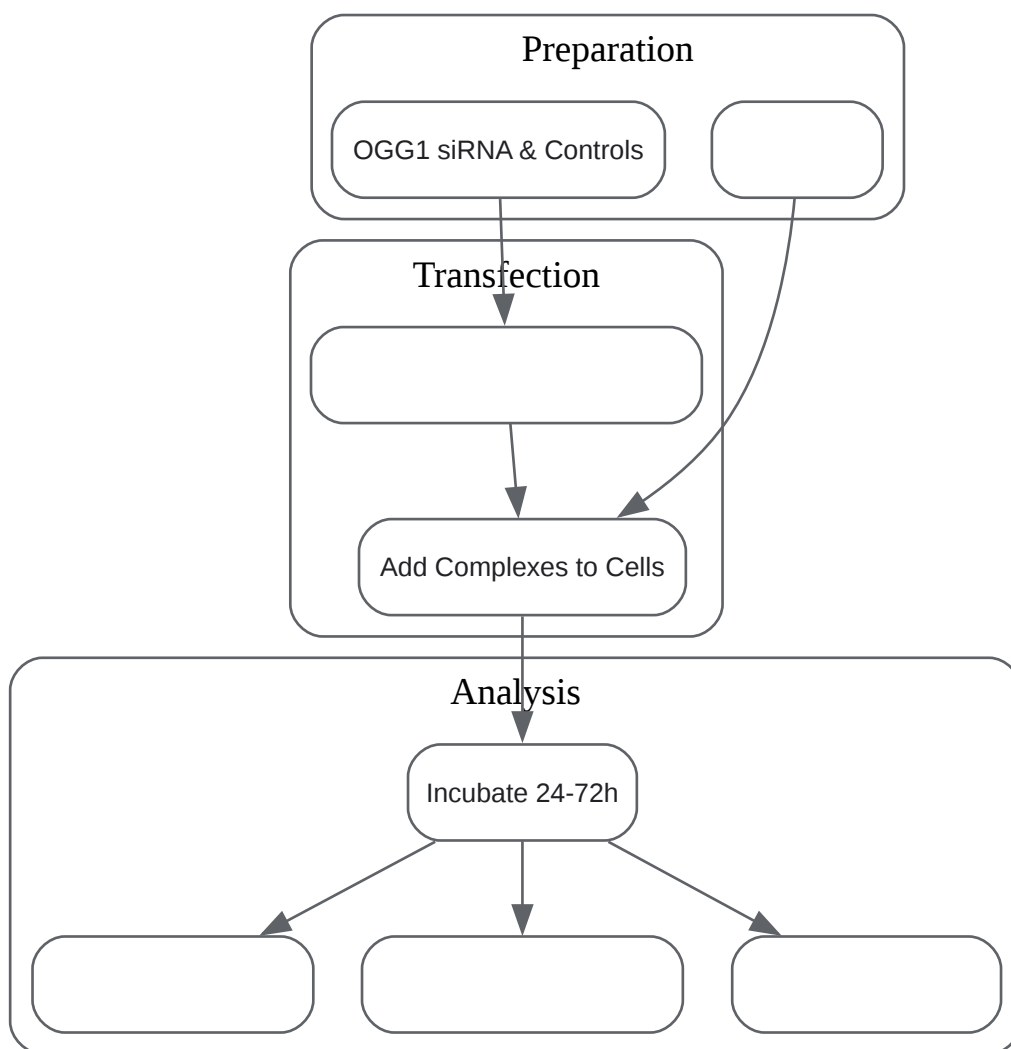 Preparation
OGG1 siRNA & Controls
Transfection
Add Complexes to Cells
Analysis
Incubate 24-72h